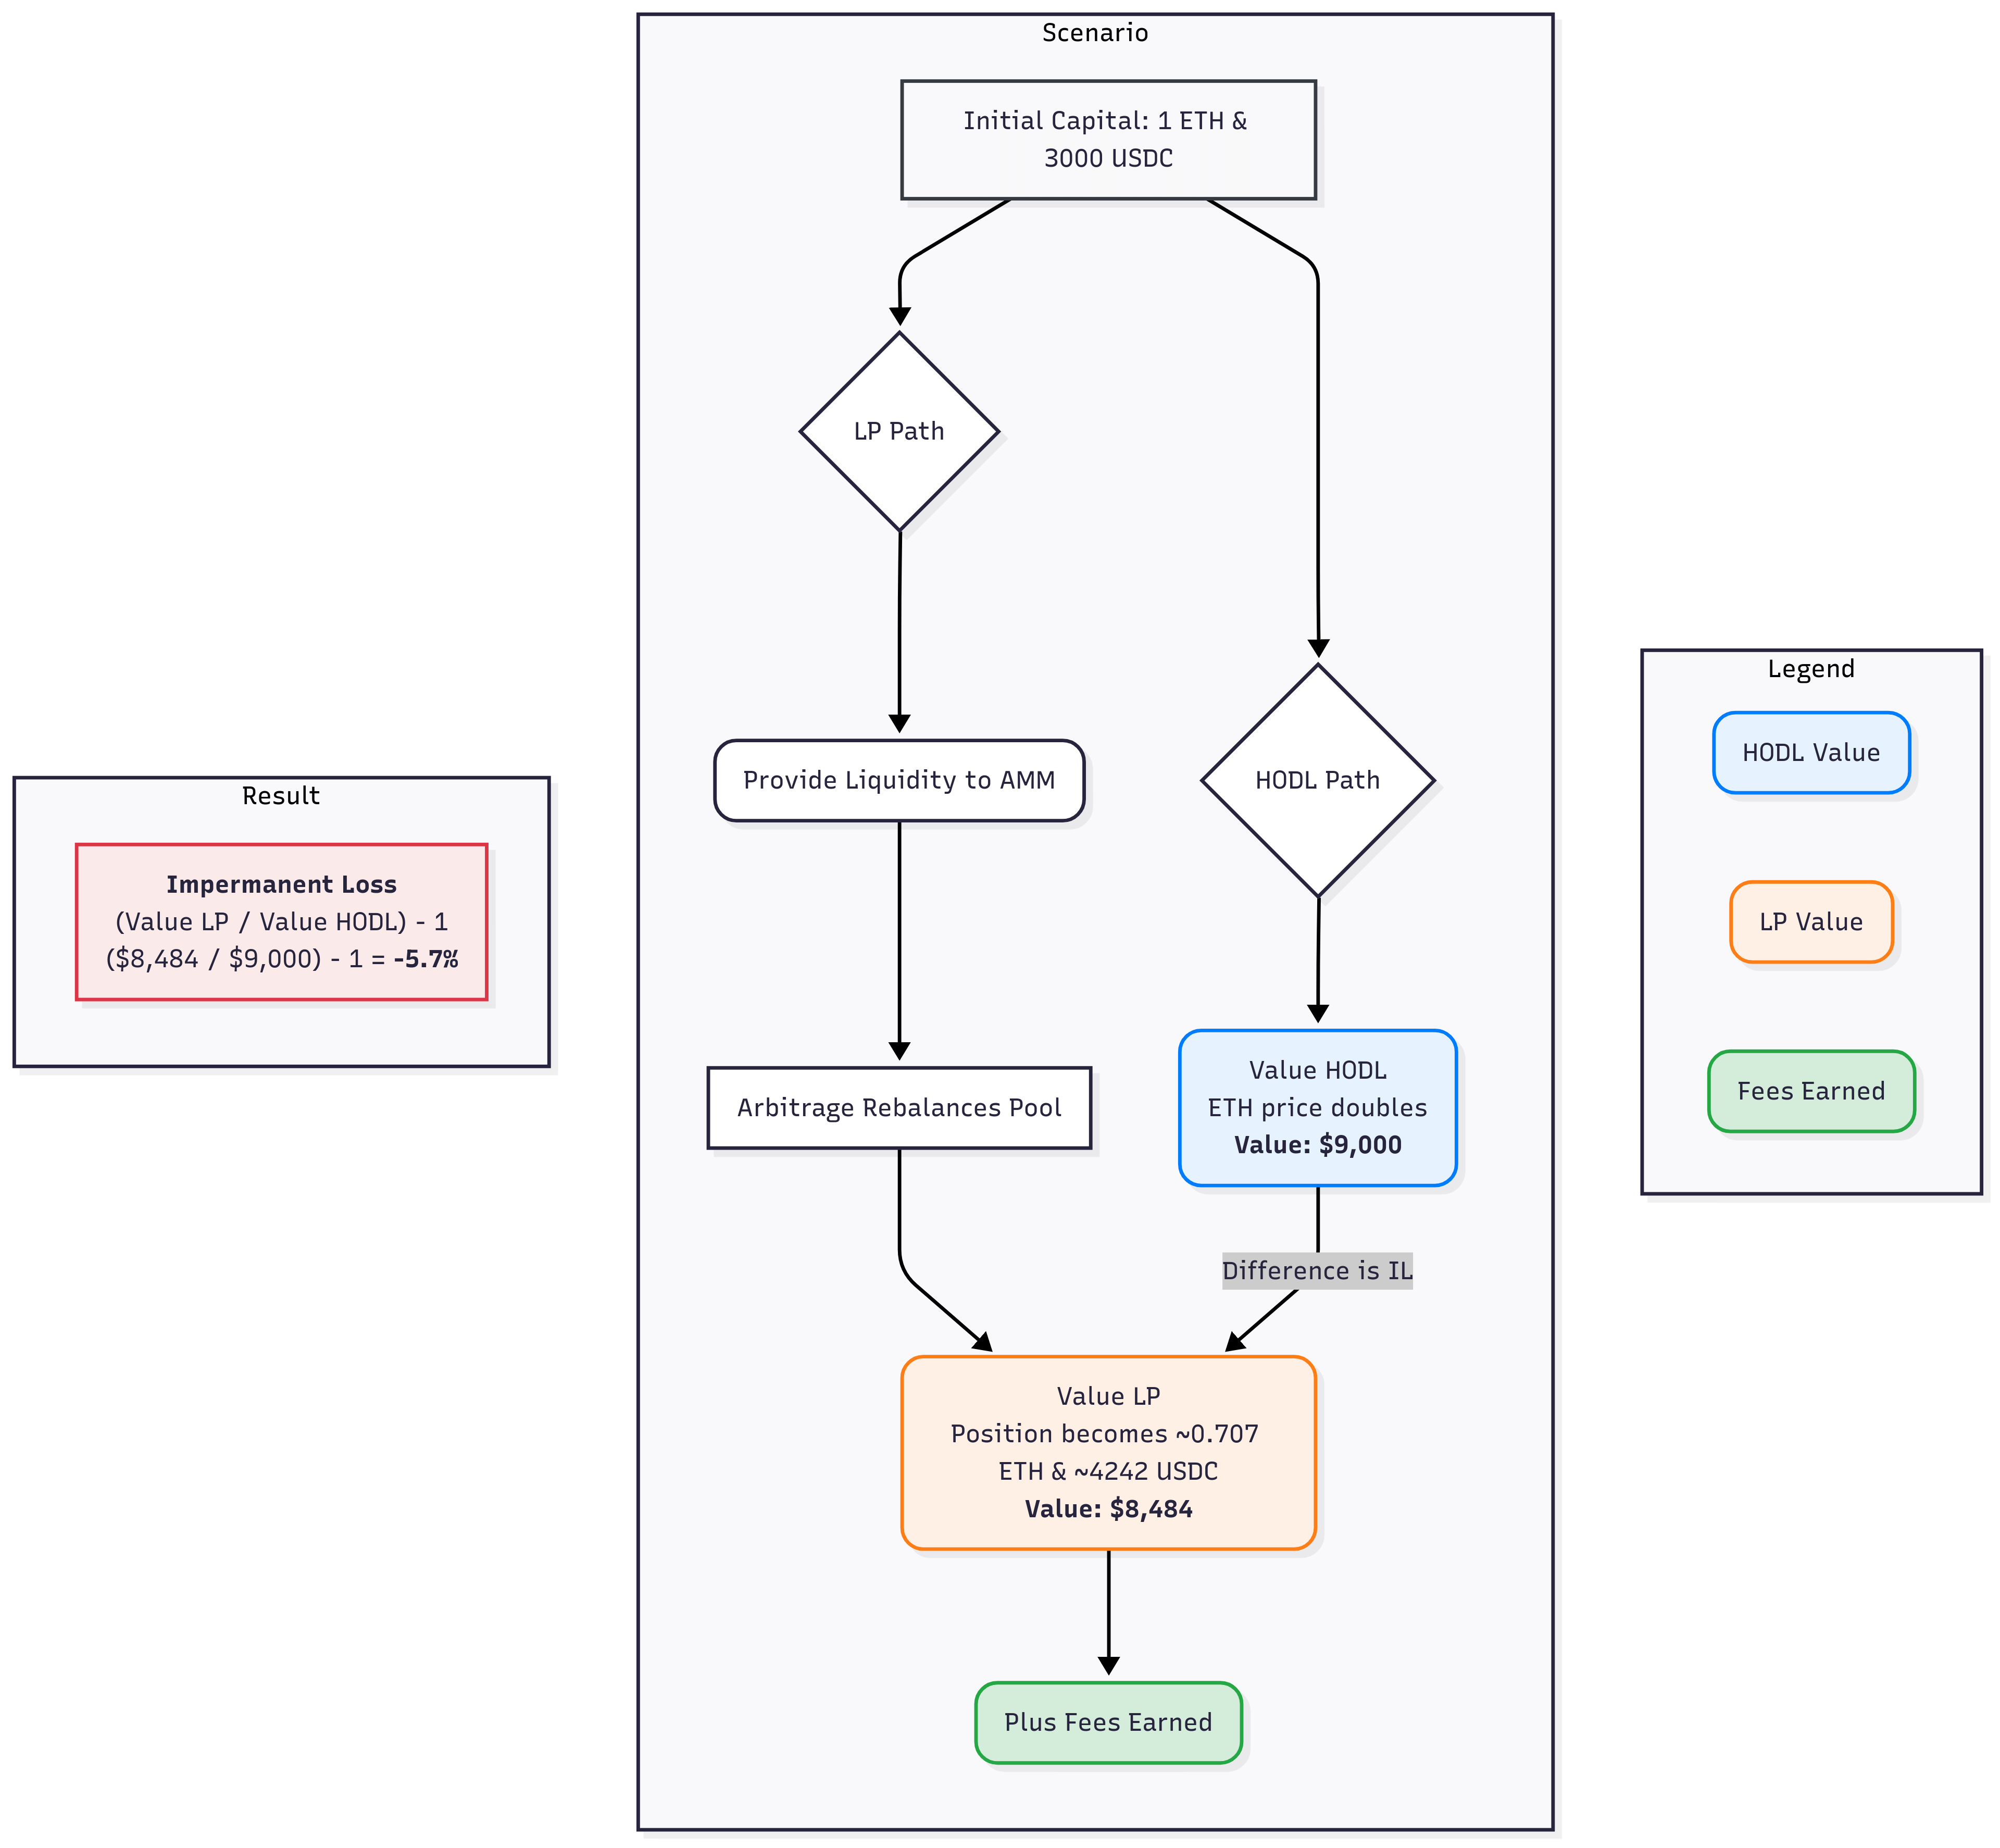 Scenario
Initial Capital: 1 ETH &
3000 USDC
LP Path
Provide Liquidity to AMM
HODL Path
Arbitrage Rebalances Pool
Value HODL
ETH price doubles
Value: $9,000
Difference is IL
Value LP
Position becomes ~0.707
ETH & ~4242 USDC
Value: $8,484
Plus Fees Earned
Result
Impermanent Loss
(Value LP / Value HODL) - 1
($8,484 / $9,000) - 1 = -5.7%
Legend
HODL Value
LP Value
Fees Earned